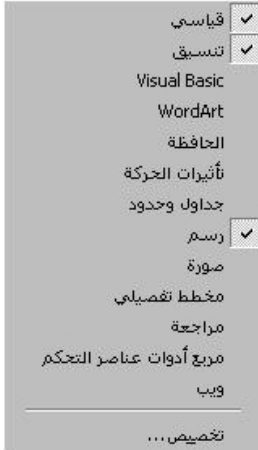 قياسي
تنسيق
Visual Basic
WordArt
الحافظة
تأثيرات الحركة
جداول وحدود
رسم
صورة
مخطط تفصيلي
مراجعة
مربع أدوات عناصر التحكم
ويب
تخصيص...